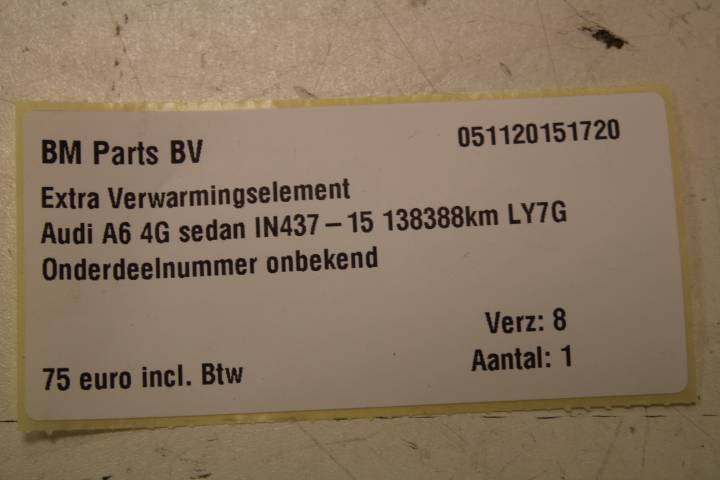 BM Parts BV
051120151720
Extra Verwarmingselement
Audi A6 4G sedan IN437 – 15 138388km LY7G
Onderdeelnummer onbekend
Verz: 8
75 euro incl. Btw
Aantal: 1